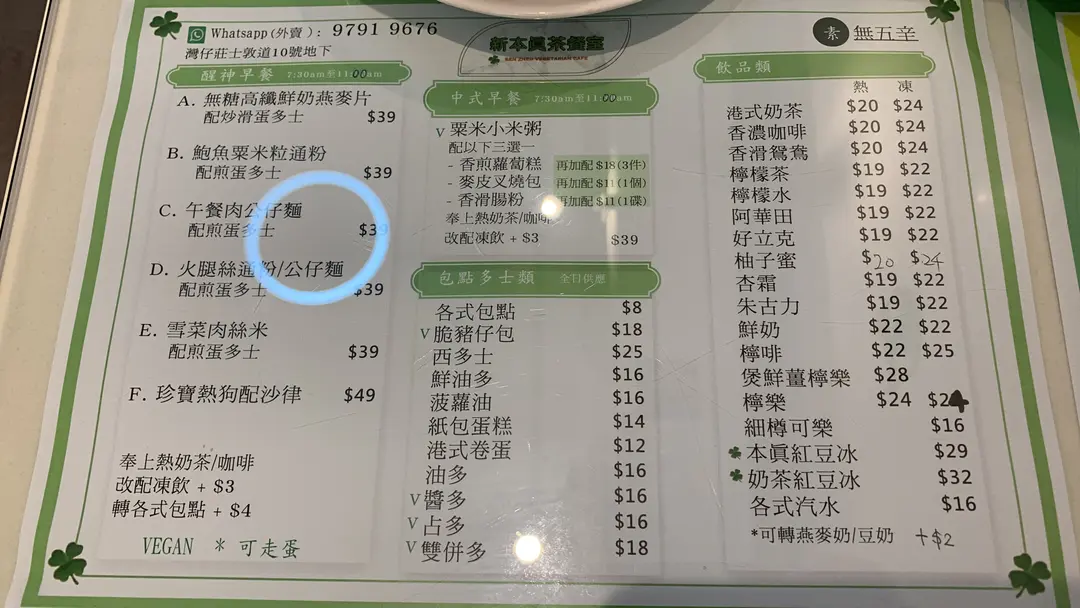 Whatsapp(外賣)：9791 9676
灣仔莊士敦道10號地下
新本眞茶餐室
BEN ZHEN VEGETARIAN CAFE
素 無五辛
醒神早餐 7:30am至11:00am
A. 無糖高纖鮮奶燕麥片
配炒滑蛋多士 $39
B. 鮑魚粟米粒通粉
配煎蛋多士 $39
C. 午餐肉公仔麵
配煎蛋多士 $39
D. 火腿絲通粉/公仔麵
配煎蛋多士 $39
E. 雪菜肉絲米
配煎蛋多士 $39
F. 珍寶熱狗配沙律 $49
奉上熱奶茶/咖啡
改配凍飲 + $3
轉各式包點 + $4
VEGAN *可走蛋
中式早餐 7:30am至11:00am
V 粟米小米粥
配以下三選一
- 香煎蘿蔔糕 再加配 $18(3件)
- 麥皮叉燒包 再加配 $11(1個)
- 香滑腸粉 再加配 $11(1碟)
奉上熱奶茶/咖啡
改配凍飲 + $3 $39
包點多士類 全日供應
各式包點 $8
V 脆豬仔包 $18
西多士 $25
鮮油多 $16
菠蘿油 $16
紙包蛋糕 $14
港式卷蛋 $12
油多 $16
V 醬多 $16
V 占多 $16
V 雙併多 $18
飲品類
熱 凍
港式奶茶 $20 $24
香濃咖啡 $20 $24
香滑鴛鴦 $20 $24
檸檬茶 $19 $22
檸檬水 $19 $22
阿華田 $19 $22
好立克 $19 $22
柚子蜜 $20 $24
杏霜 $19 $22
朱古力 $19 $22
鮮奶 $22 $22
檸啡 $22 $25
煲鮮薑檸樂 $28
檸樂 $24 $24
細樽可樂 $16
本眞紅豆冰 $29
奶茶紅豆冰 $32
各式汽水 $16
*可轉燕麥奶/豆奶 +$2